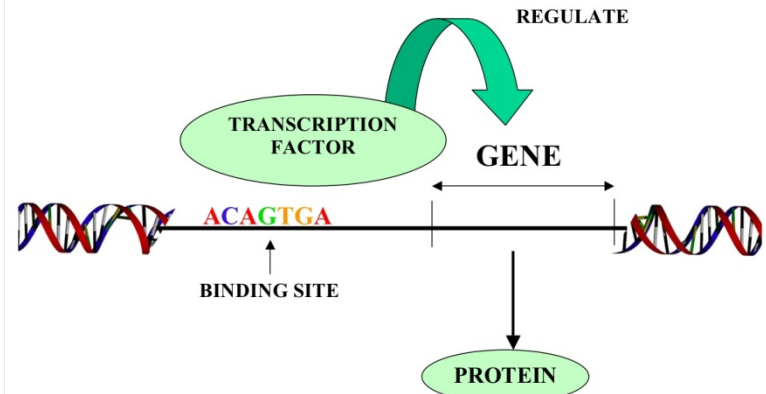 REGULATE
TRANSCRIPTION
FACTOR
GENE
ACAGTGA
BINDING SITE
PROTEIN